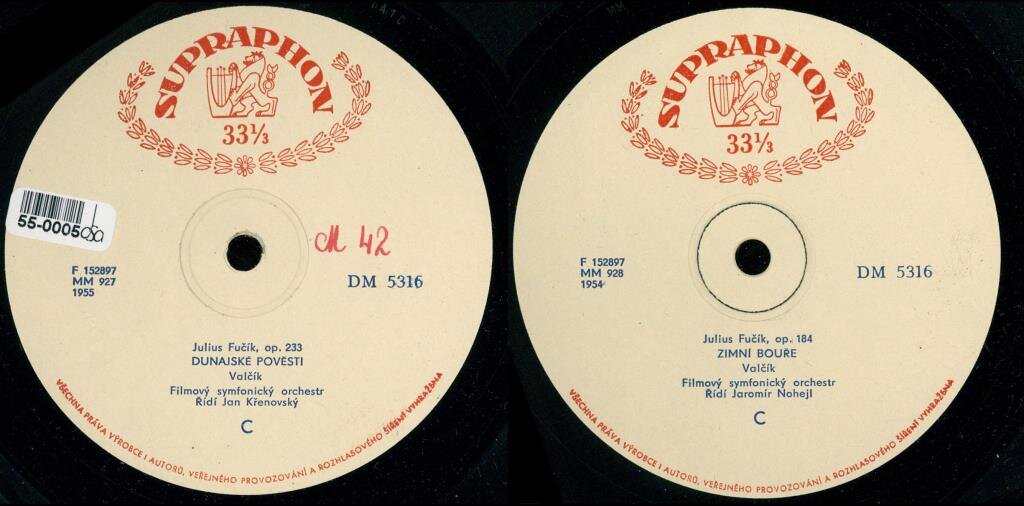 SUPRAPHON
33⅓
55-0005
M 42
F 152897
MM 927
1955
DM 5316
Julius Fučík, op. 233
DUNAJSKÉ POVĚSTI
Valčík
Filmový symfonický orchestr
Řídí Jan Křenovský
C
VŠECHNA PRÁVA VÝROBCE I AUTORŮ, VEŘEJNÉHO PROVOZOVÁNÍ A ROZHLASOVÉHO ŠÍŘENÍ VYHRAŽENA
SUPRAPHON
33⅓
F 152897
MM 928
1954
DM 5316
Julius Fučík, op. 184
ZIMNÍ BOUŘE
Valčík
Filmový symfonický orchestr
Řídí Jaromír Nohejl
C
VŠECHNA PRÁVA VÝROBCE I AUTORŮ, VEŘEJNÉHO PROVOZOVÁNÍ A ROZHLASOVÉHO ŠÍŘENÍ VYHRAŽENA